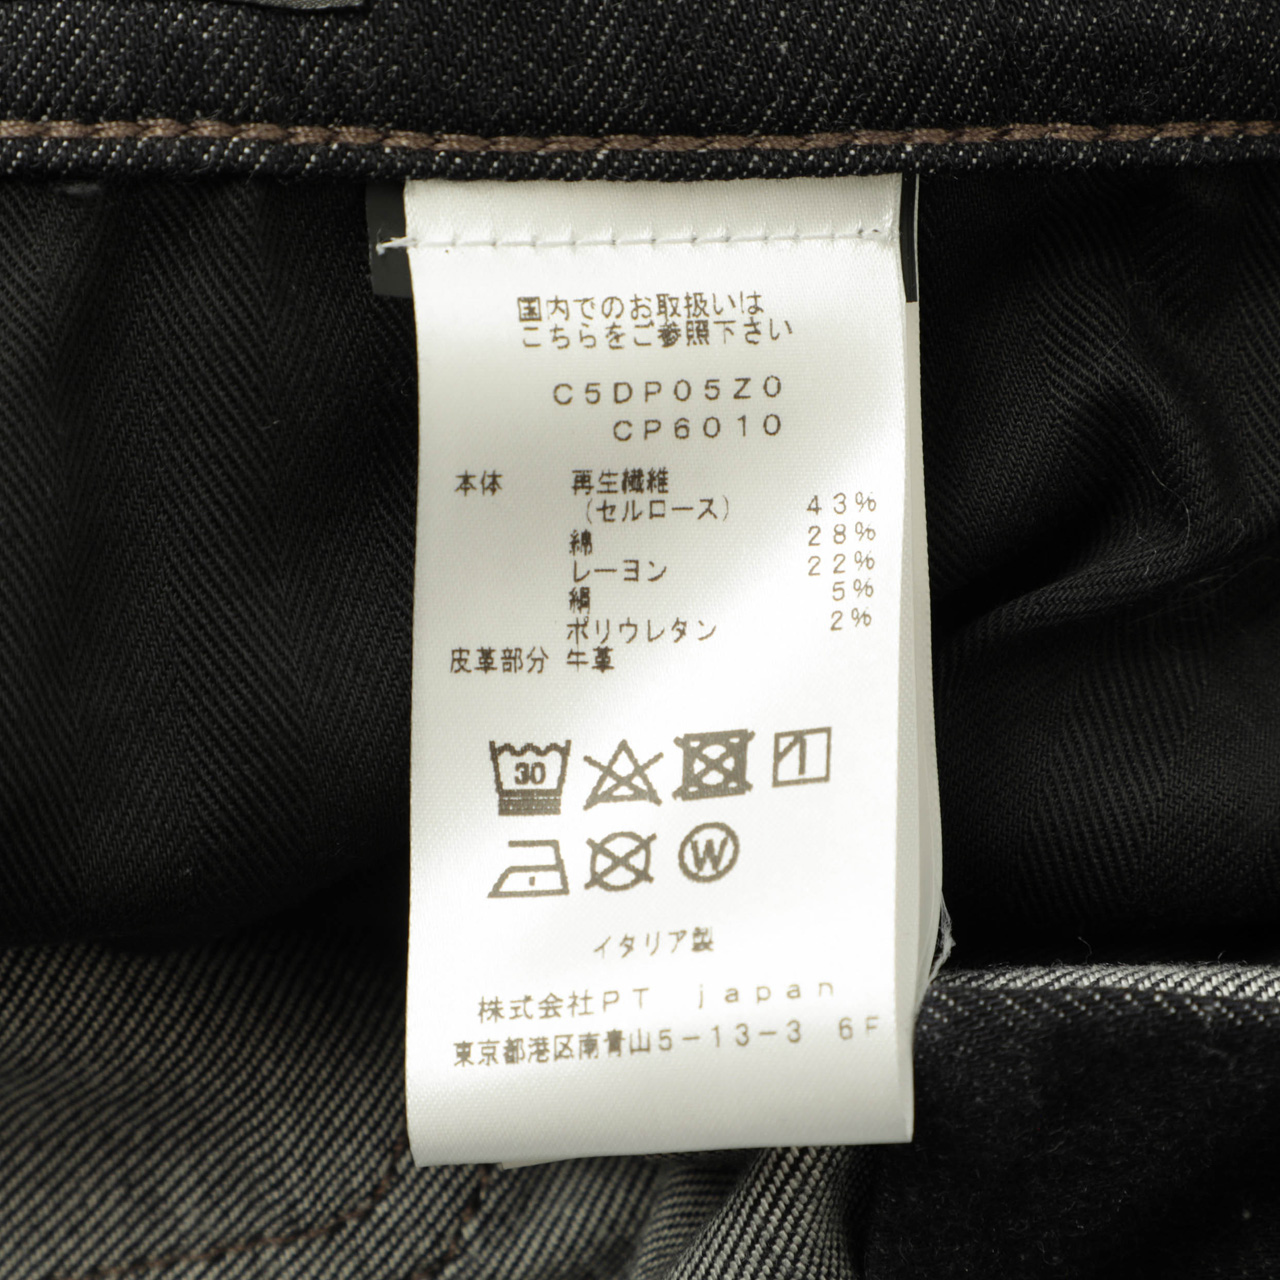 国内でのお取扱いは
こちらをご参照下さい
C5DP05Z0
CP6010
本体 再生繊維
(セルロース) 43%
綿 28%
レーヨン 22%
絹 5%
ポリウレタン 2%
皮革部分 牛革
30
W
イタリア製
株式会社PT japan
東京都港区南青山5-13-3 6F